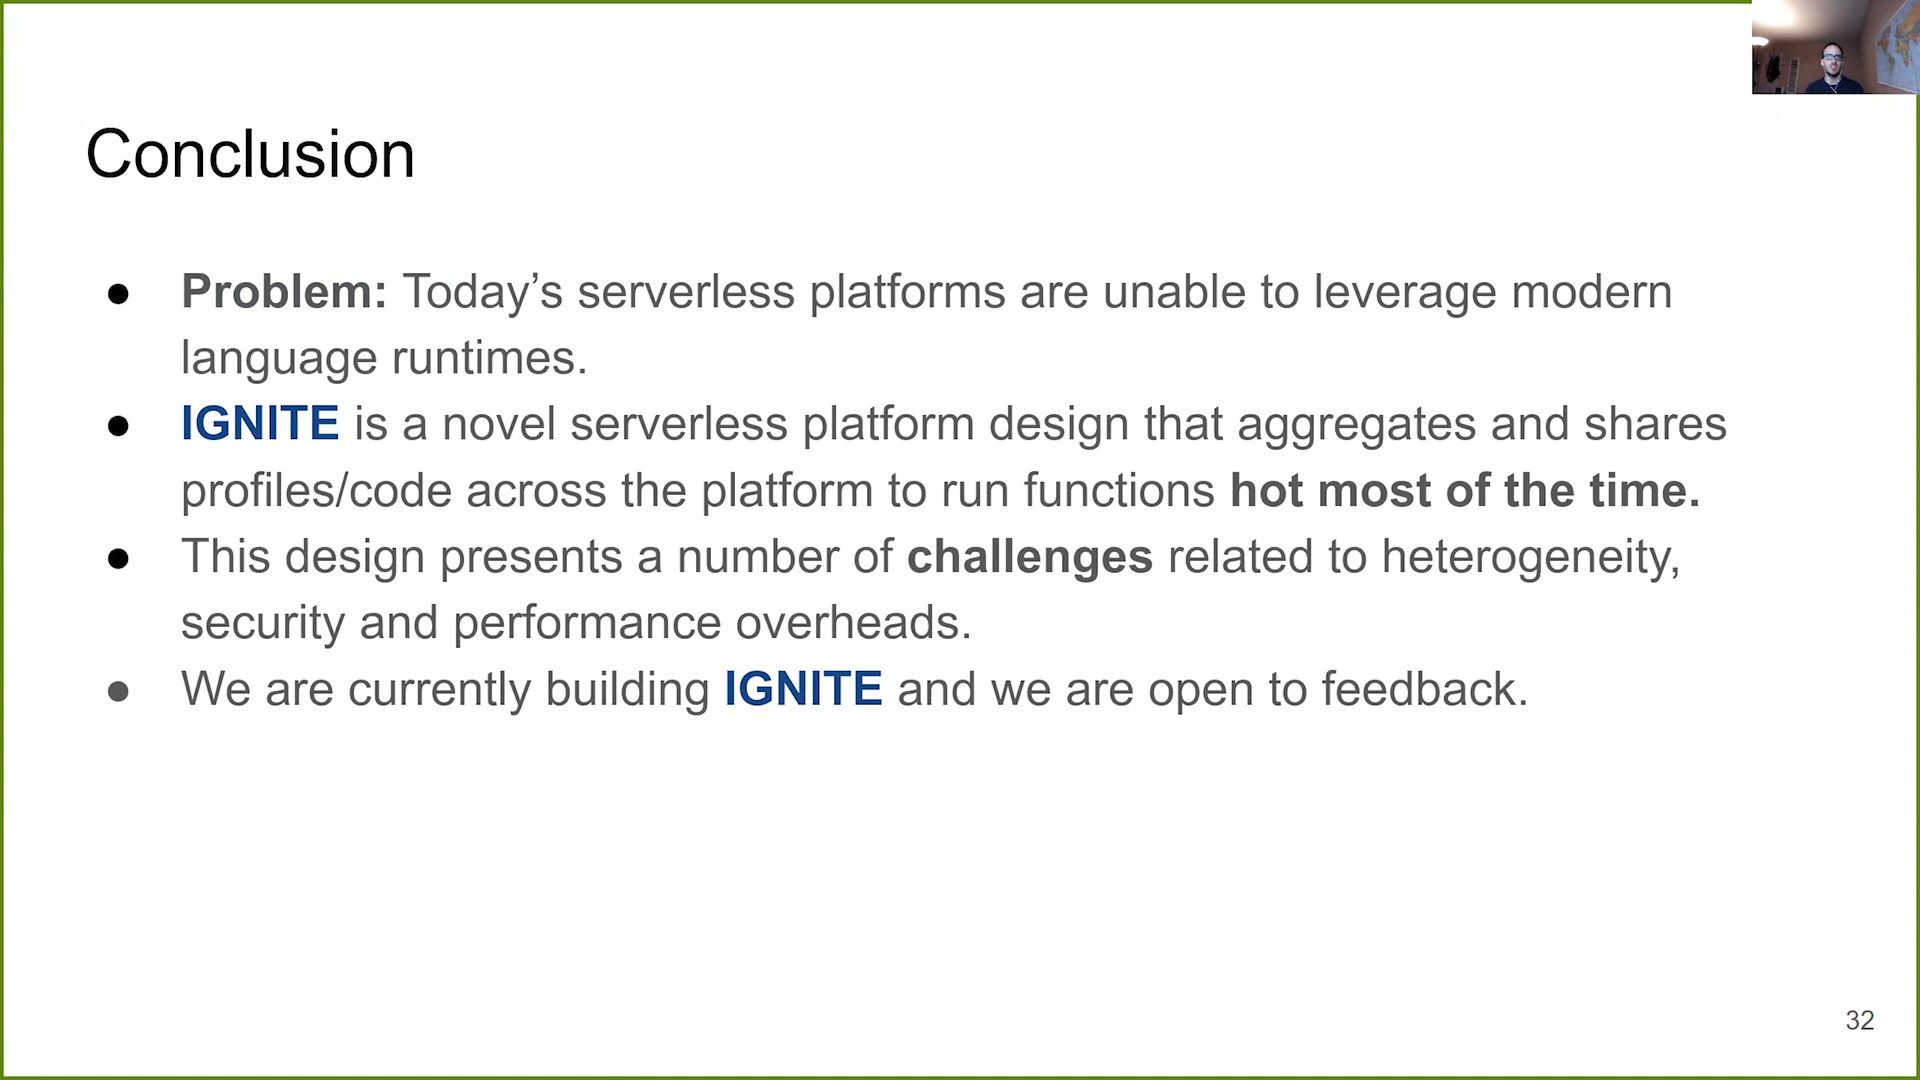 Conclusion
● Problem: Today’s serverless platforms are unable to leverage modern
language runtimes.
● IGNITE is a novel serverless platform design that aggregates and shares
profiles/code across the platform to run functions hot most of the time.
● This design presents a number of challenges related to heterogeneity,
security and performance overheads.
● We are currently building IGNITE and we are open to feedback.
32